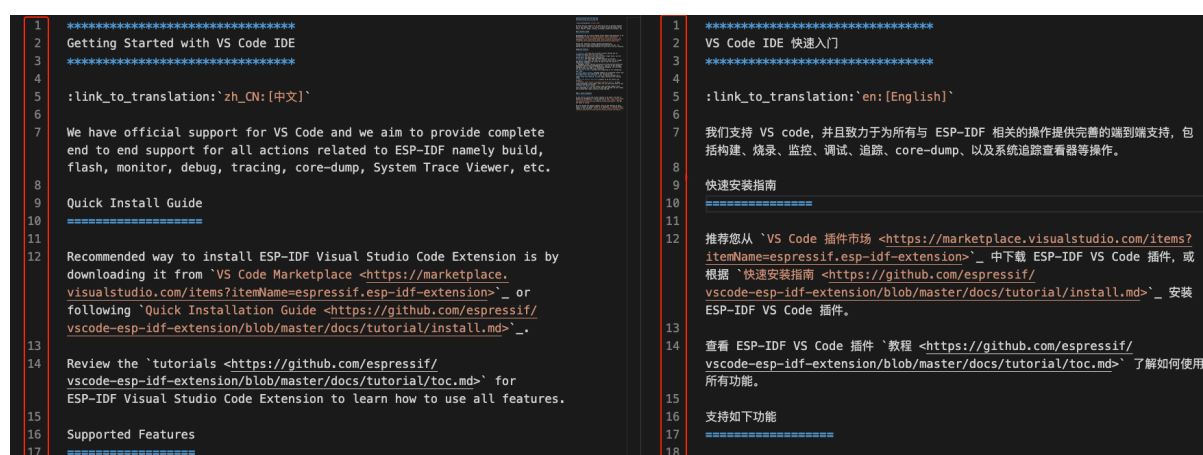 1 ********************************
2 Getting Started with VS Code IDE
3 ********************************
4
5 :link_to_translation:`zh_CN:[中文]`
6
7 We have official support for VS Code and we aim to provide complete
end to end support for all actions related to ESP-IDF namely build,
flash, monitor, debug, tracing, core-dump, System Trace Viewer, etc.
8
9 Quick Install Guide
10 ===================
11
12 Recommended way to install ESP-IDF Visual Studio Code Extension is by
downloading it from `VS Code Marketplace <https://marketplace.
visualstudio.com/items?itemName=espressif.esp-idf-extension>`_ or
following `Quick Installation Guide <https://github.com/espressif/
vscode-esp-idf-extension/blob/master/docs/tutorial/install.md>`_.
13
14 Review the `tutorials <https://github.com/espressif/
vscode-esp-idf-extension/blob/master/docs/tutorial/toc.md>` for
ESP-IDF Visual Studio Code Extension to learn how to use all features.
15
16 Supported Features
17 ==================
1 ********************************
2 VS Code IDE 快速入门
3 ********************************
4
5 :link_to_translation:`en:[English]`
6
7 我们支持 VS code，并且致力于为所有与 ESP-IDF 相关的操作提供完善的端到端支持，包
括构建、烧录、监控、调试、追踪、core-dump、以及系统追踪查看器等操作。
8
9 快速安装指南
10 ===============
11
12 推荐您从 `VS Code 插件市场 <https://marketplace.visualstudio.com/items?
itemName=espressif.esp-idf-extension>`_ 中下载 ESP-IDF VS Code 插件，或
根据 `快速安装指南 <https://github.com/espressif/
vscode-esp-idf-extension/blob/master/docs/tutorial/install.md>`_ 安装
ESP-IDF VS Code 插件。
13
14 查看 ESP-IDF VS Code 插件 `教程 <https://github.com/espressif/
vscode-esp-idf-extension/blob/master/docs/tutorial/toc.md>` 了解如何使用
所有功能。
15
16 支持如下功能
17 ==================
18